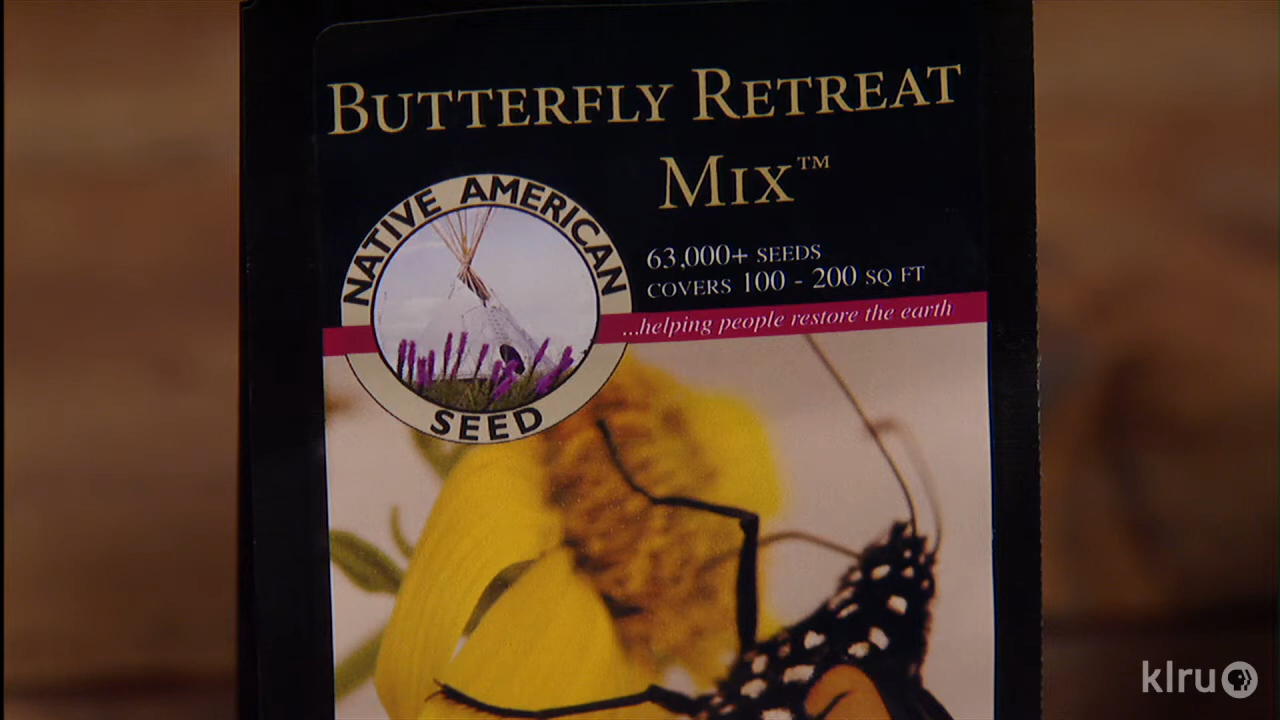 BUTTERFLY RETREAT
MIX™
NATIVE AMERICAN
SEED
63,000+ SEEDS
COVERS 100 - 200 SQ FT
...helping people restore the earth
klru